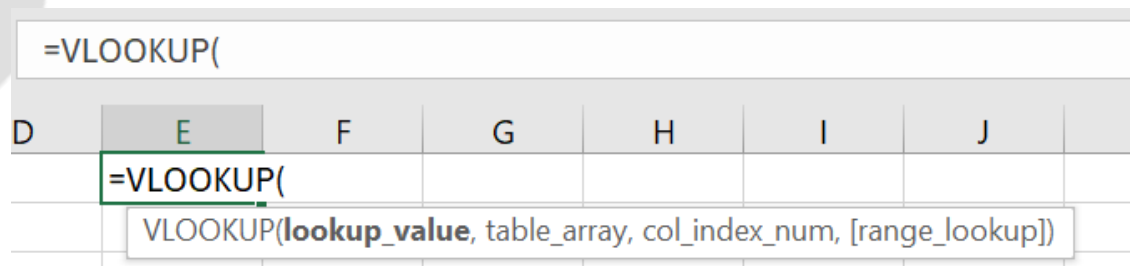 =VLOOKUP(
D E F G H I J
=VLOOKUP(
VLOOKUP(lookup_value, table_array, col_index_num, [range_lookup])